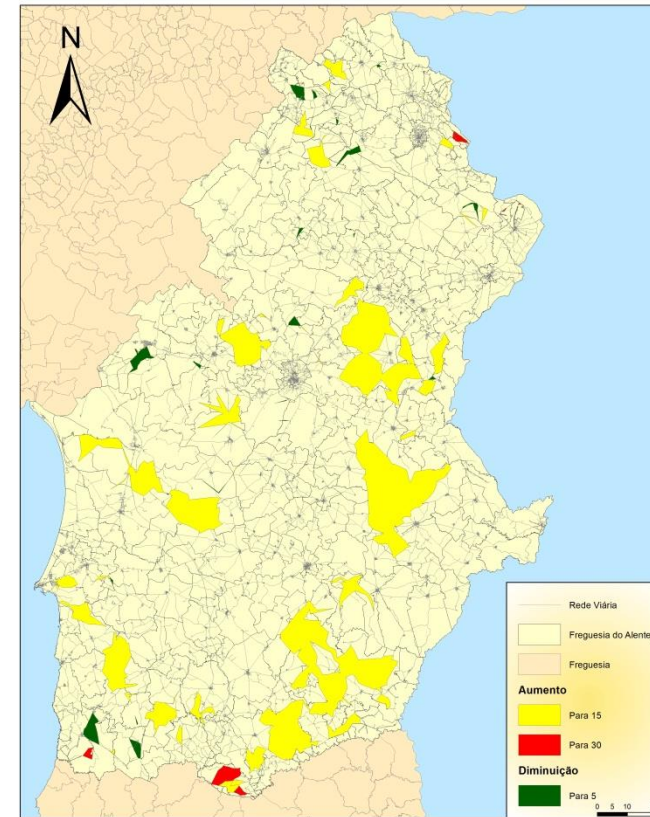 N
Rede Viária
Freguesia do Alente
Freguesia
Aumento
Para 15
Para 30
Diminuição
Para 5
0 5 10